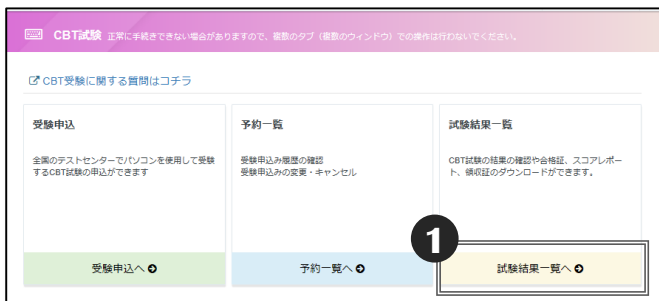 CBT試験 正常に手続きできない場合がありますので、複数のタブ（複数のウィンドウ）での操作は行わないでください。
CBT受験に関する質問はコチラ
受験申込
全国のテストセンターでパソコンを使用して受験
するCBT試験の申込ができます
受験申込へ
予約一覧
受験申込み履歴の確認
受験申込みの変更・キャンセル
予約一覧へ
試験結果一覧
CBT試験の結果の確認や合格証、スコアレポー
ト、領収証のダウンロードができます。
1
試験結果一覧へ